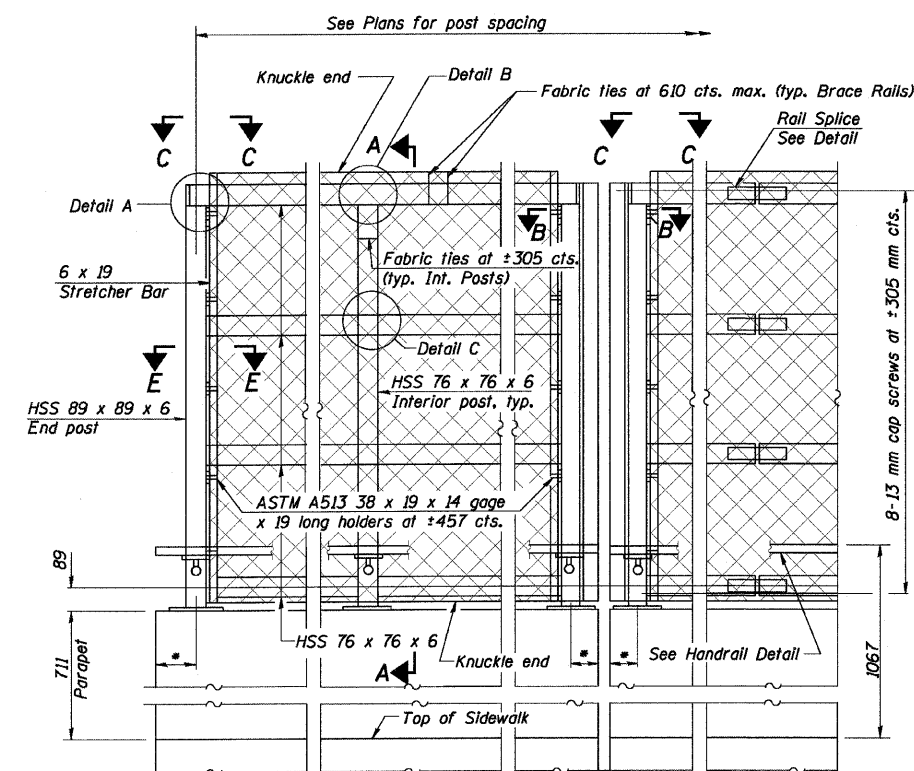 See Plans for post spacing
Knuckle end
Detail B
Fabric ties at 610 cts. max. (typ. Brace Rails)
Rail Splice
See Detail
C
C
A
C
C
Detail A
B
B
Fabric ties at ±305 cts.
(typ. Int. Posts)
6 x 19
Stretcher Bar
Detail C
E
E
HSS 76 x 76 x 6
Interior post, typ.
HSS 89 x 89 x 6
End post
8-13 mm cap screws at ±305 mm cts.
ASTM A513 38 x 19 x 14 gage
x 19 long holders at ±457 cts.
89
HSS 76 x 76 x 6
711
Parapet
*
A
Knuckle end
*
*
See Handrail Detail
1067
Top of Sidewalk